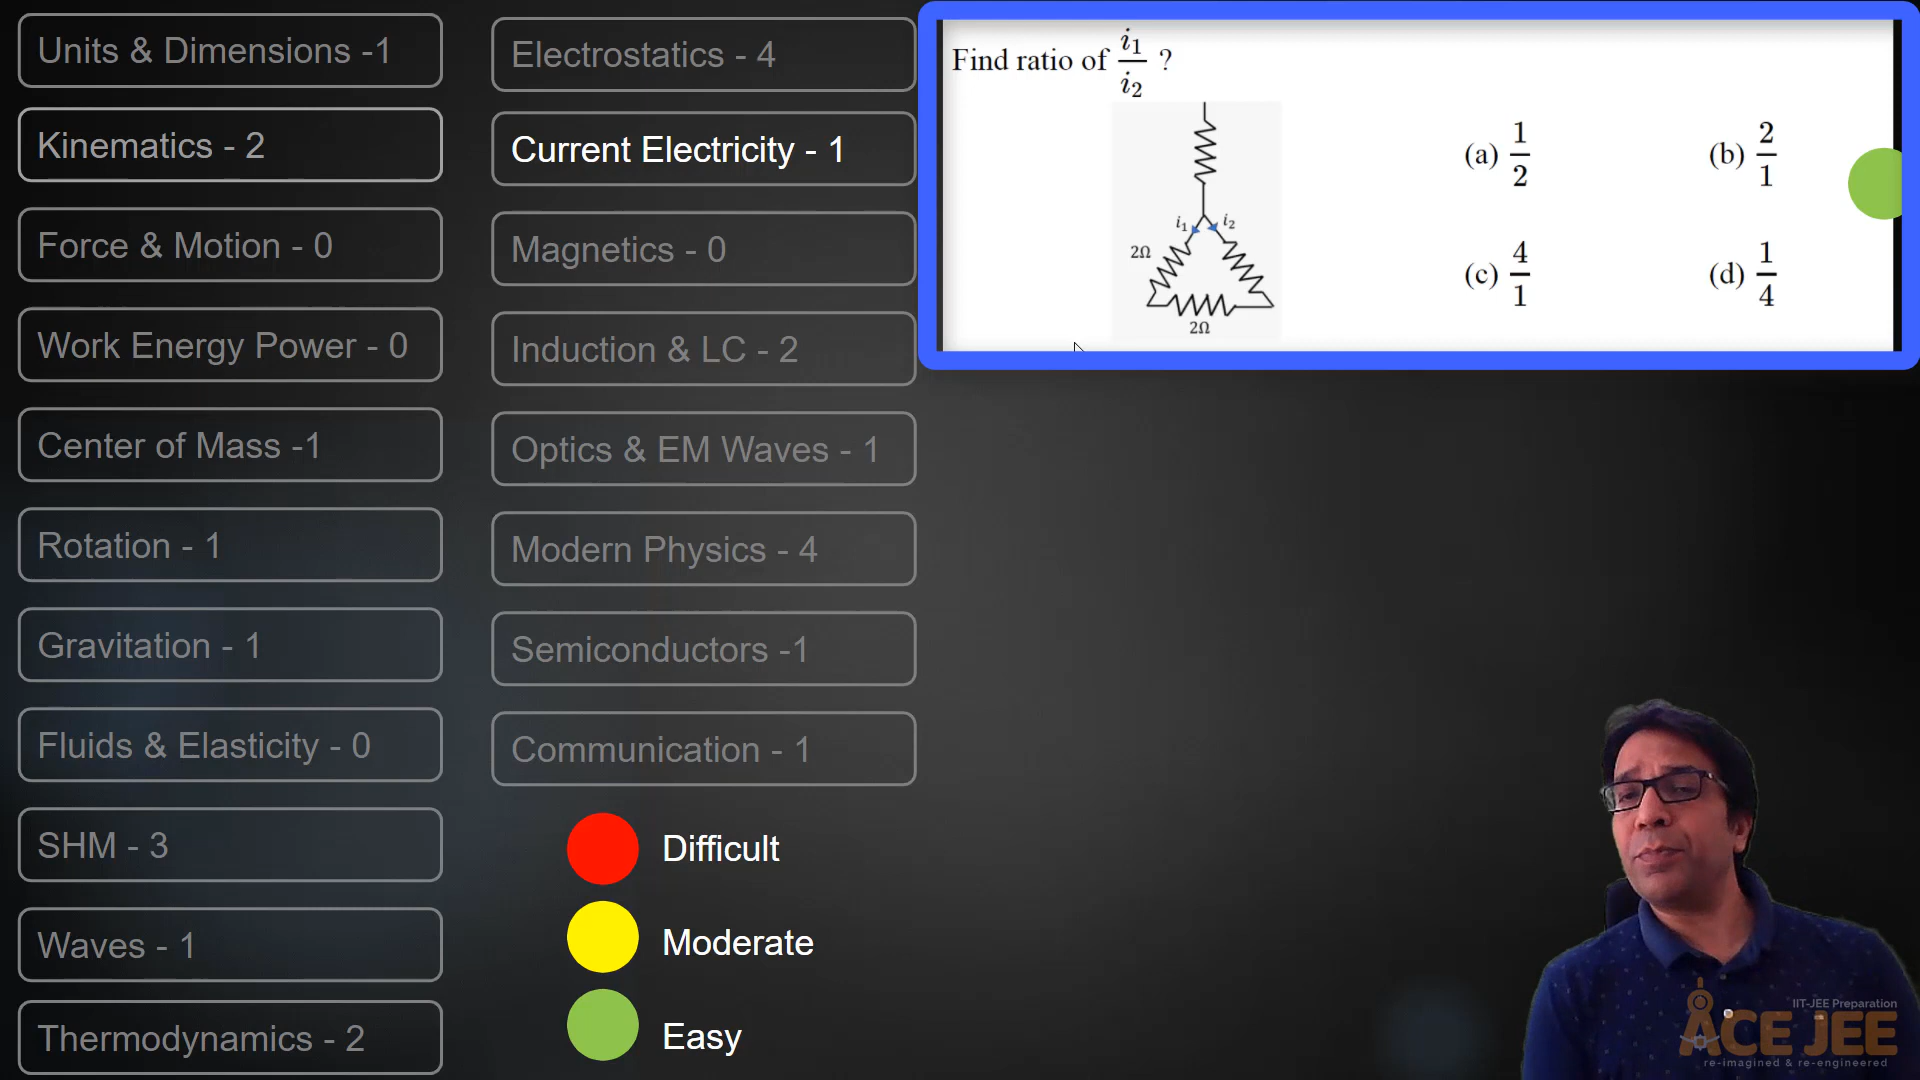 Units & Dimensions -1
Kinematics - 2
Force & Motion - 0
Work Energy Power - 0
Center of Mass -1
Rotation - 1
Gravitation - 1
Fluids & Elasticity - 0
SHM - 3
Waves - 1
Thermodynamics - 2
Electrostatics - 4
Current Electricity - 1
Magnetics - 0
Induction & LC - 2
Optics & EM Waves - 1
Modern Physics - 4
Semiconductors -1
Communication - 1
Difficult
Moderate
Easy
Find ratio of i₁/i₂ ?
i₁ i₂
2Ω
2Ω
(a) 1/2 (b) 2/1
(c) 4/1 (d) 1/4
IIT-JEE Preparation
ACE JEE
re-imagined & re-engineered